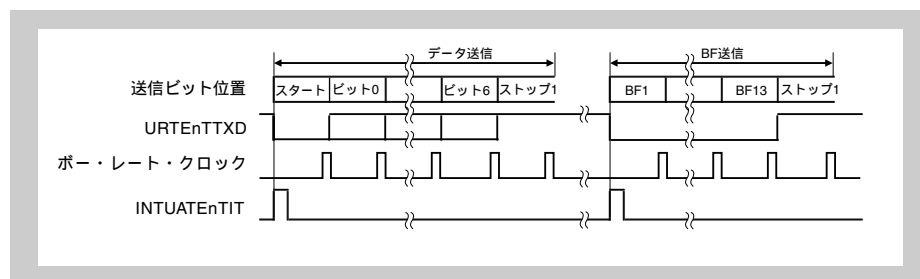 データ送信 BF送信
送信ビット位置 スタート ビット0 ビット6 ストップ1 BF1 BF13 ストップ1
URTEnTTXD
ボー・レート・クロック
INTUATEnTIT